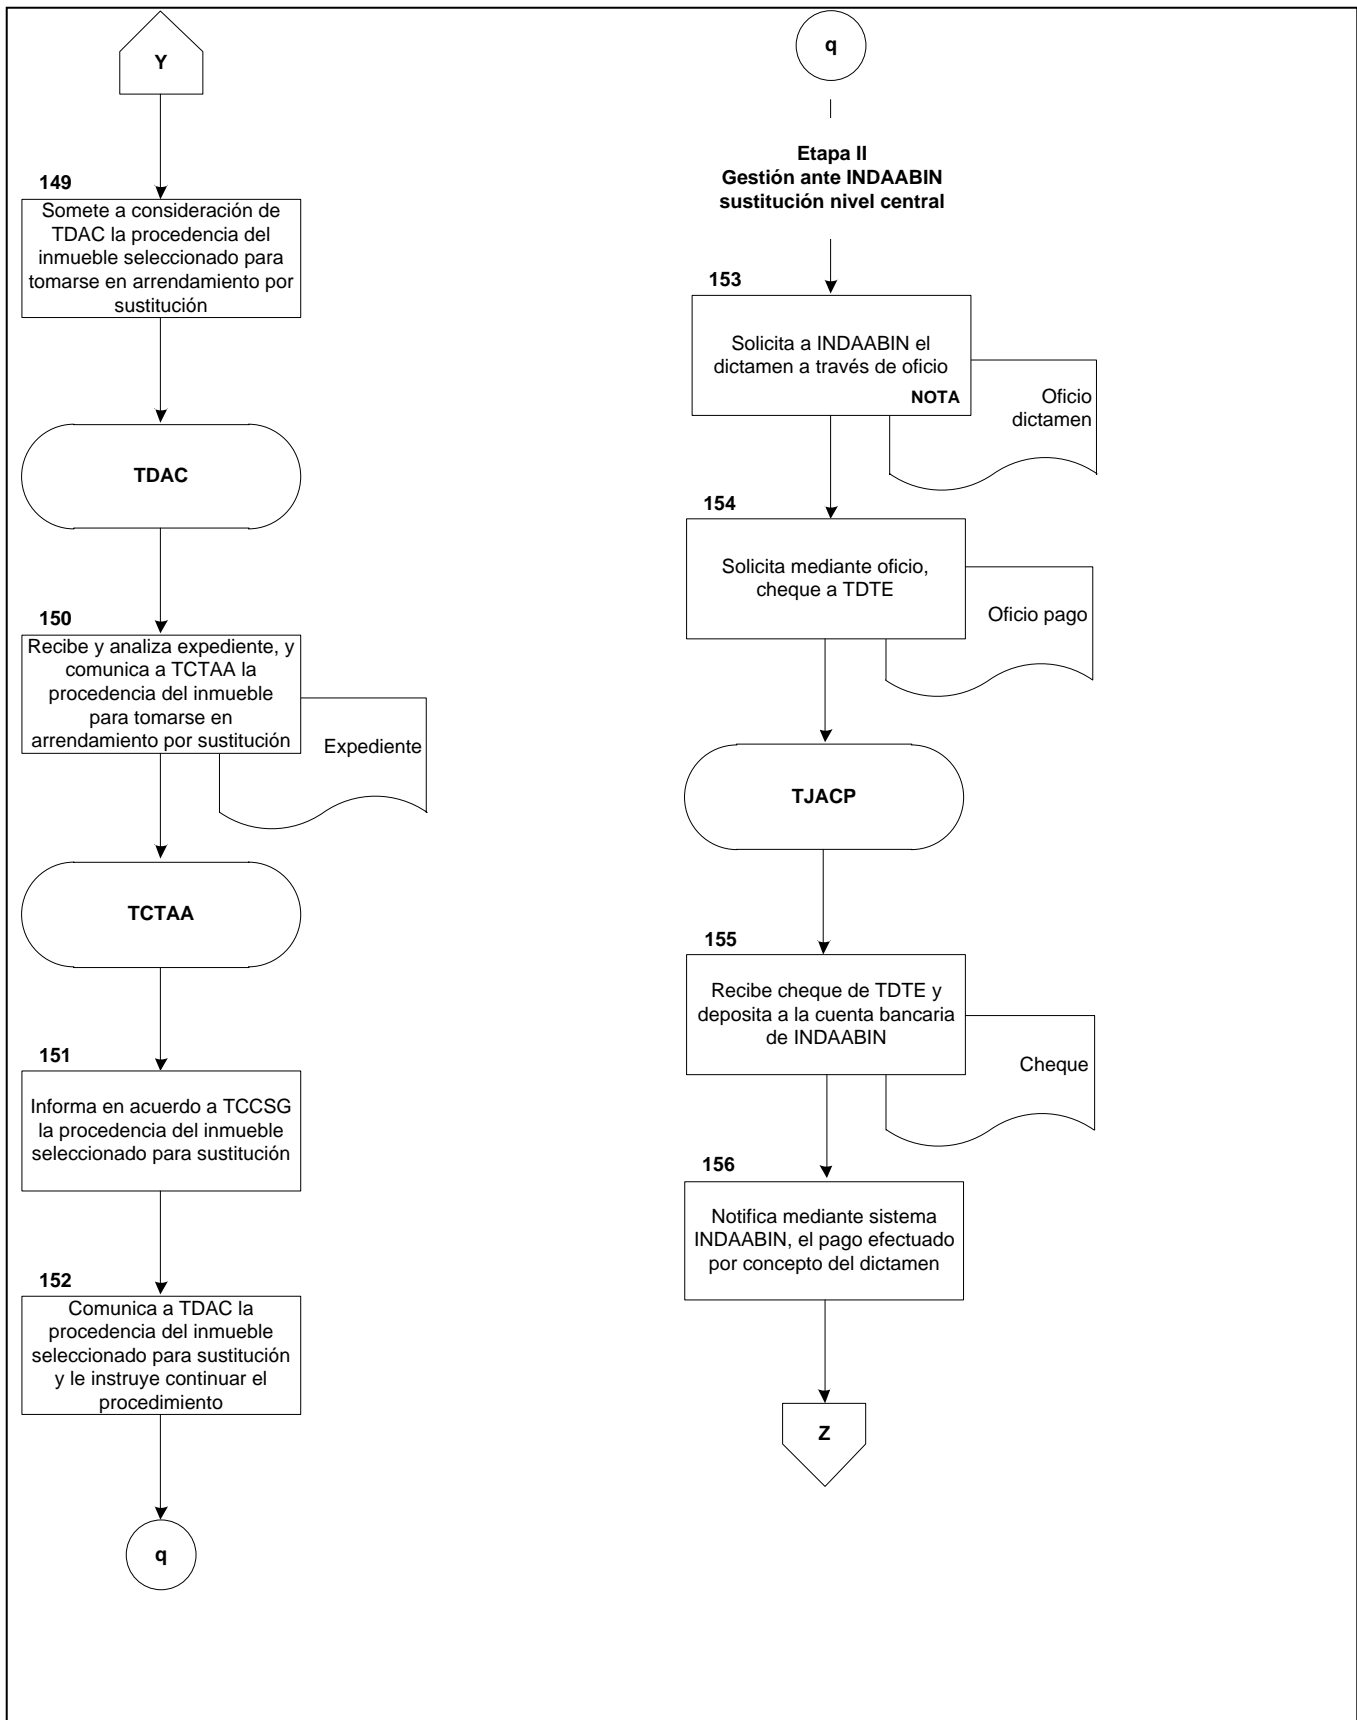 Y
149
Somete a consideración de
TDAC la procedencia del
inmueble seleccionado para
tomarse en arrendamiento por
sustitución
TDAC
150
Recibe y analiza expediente, y
comunica a TCTAA la
procedencia del inmueble
para tomarse en
arrendamiento por sustitución
Expediente
TCTAA
151
Informa en acuerdo a TCCSG
la procedencia del inmueble
seleccionado para sustitución
152
Comunica a TDAC la
procedencia del inmueble
seleccionado para sustitución
y le instruye continuar el
procedimiento
q
q
Etapa II
Gestión ante INDAABIN
sustitución nivel central
153
Solicita a INDAABIN el
dictamen a través de oficio
NOTA
Oficio
dictamen
154
Solicita mediante oficio,
cheque a TDTE
Oficio pago
TJACP
155
Recibe cheque de TDTE y
deposita a la cuenta bancaria
de INDAABIN
Cheque
156
Notifica mediante sistema
INDAABIN, el pago efectuado
por concepto del dictamen
Z